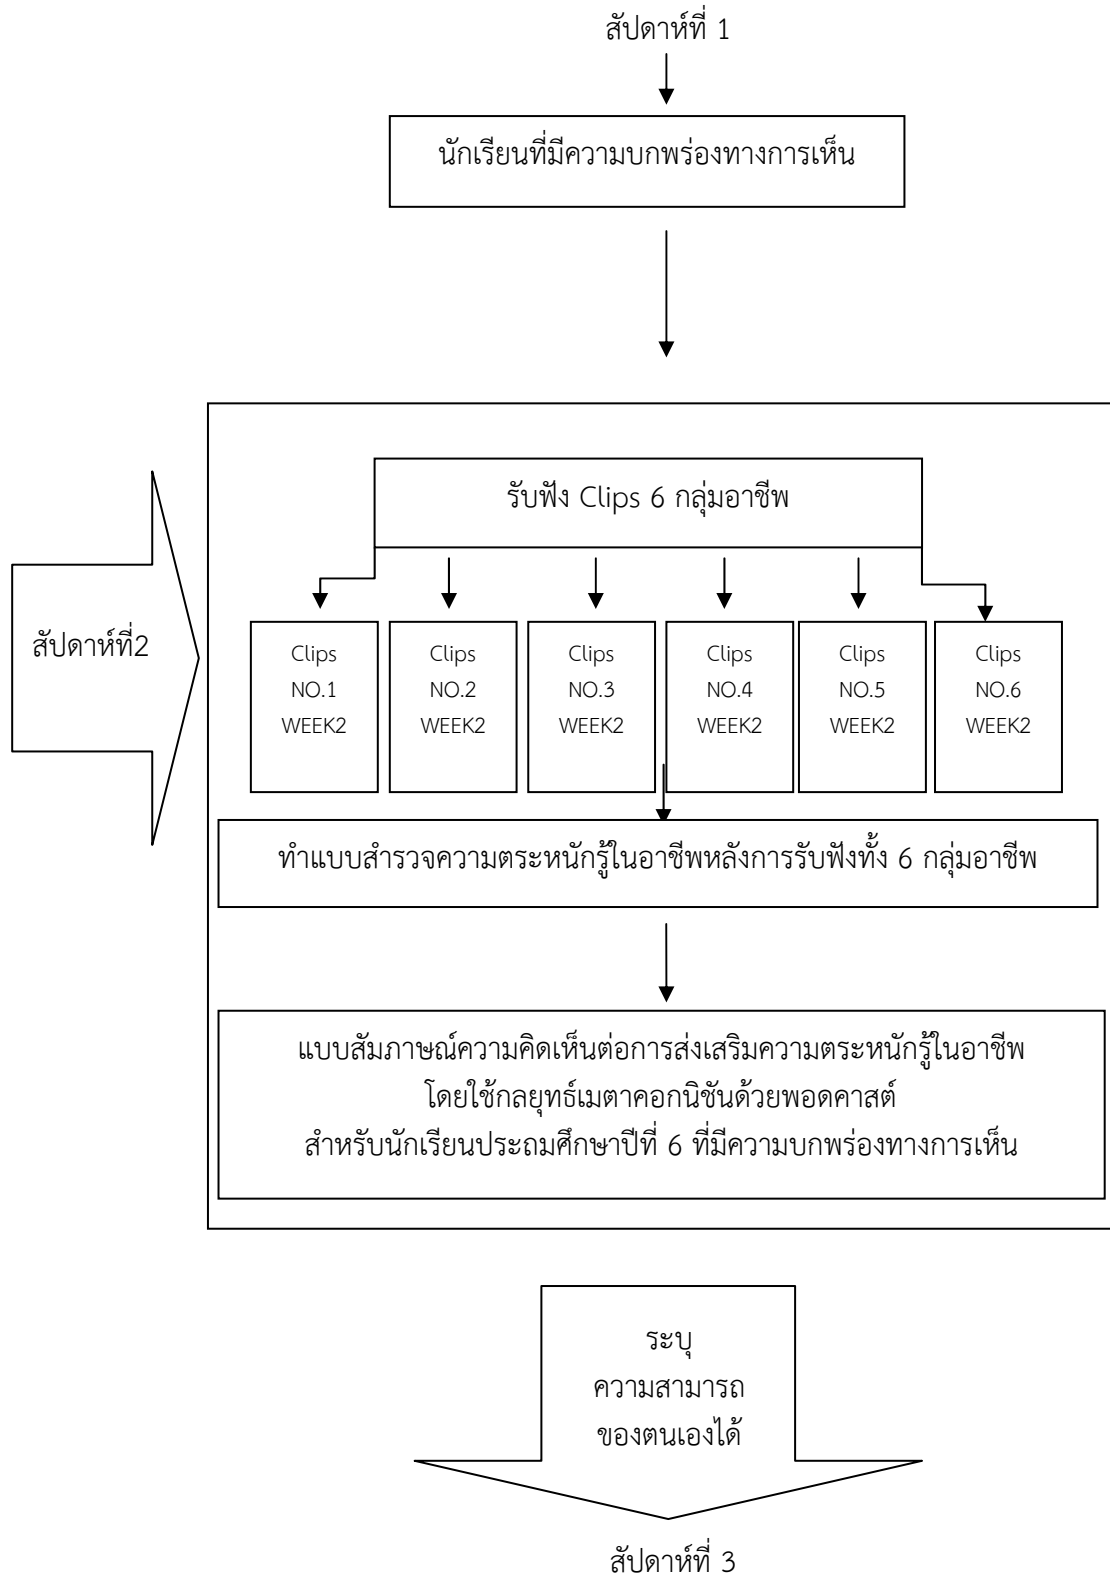 สัปดาห์ที่ 1
นักเรียนที่มีความบกพร่องทางการเห็น
รับฟัง Clips 6 กลุ่มอาชีพ
สัปดาห์ที่2
Clips
NO.1
WEEK2
Clips
NO.2
WEEK2
Clips
NO.3
WEEK2
Clips
NO.4
WEEK2
Clips
NO.5
WEEK2
Clips
NO.6
WEEK2
ทำแบบสำรวจความตระหนักรู้ในอาชีพหลังการรับฟังทั้ง 6 กลุ่มอาชีพ
แบบสัมภาษณ์ความคิดเห็นต่อการส่งเสริมความตระหนักรู้ในอาชีพ
โดยใช้กลยุทธ์เมตาคอกนิชันด้วยพอดคาสต์
สำหรับนักเรียนประถมศึกษาปีที่ 6 ที่มีความบกพร่องทางการเห็น
ระบุ
ความสามารถ
ของตนเองได้
สัปดาห์ที่ 3